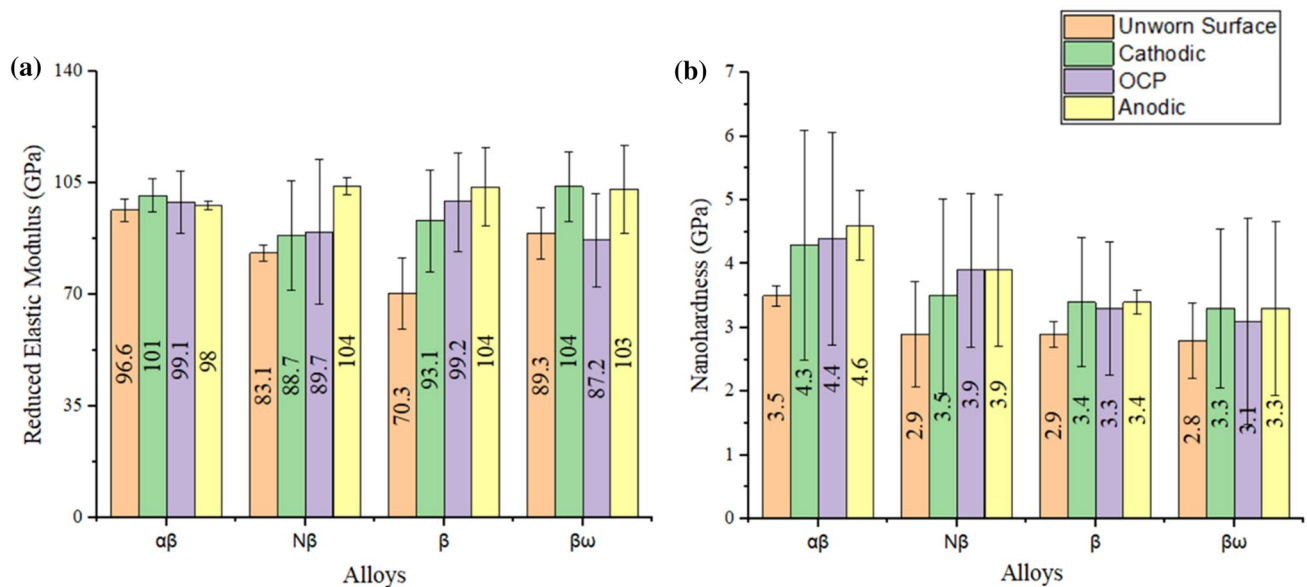 Unworn Surface
Cathodic
OCP
Anodic
(a)
Reduced Elastic Modulus (GPa)
140
105
70
35
0
96.6
101
99.1
98
83.1
88.7
89.7
104
70.3
93.1
99.2
104
89.3
104
87.2
103
αβ
Nβ
β
βω
Alloys
(b)
Nanohardness (GPa)
7
6
5
4
3
2
1
0
3.5
4.3
4.4
4.6
2.9
3.5
3.9
3.9
2.9
3.4
3.3
3.4
2.8
3.3
3.1
3.3
αβ
Nβ
β
βω
Alloys